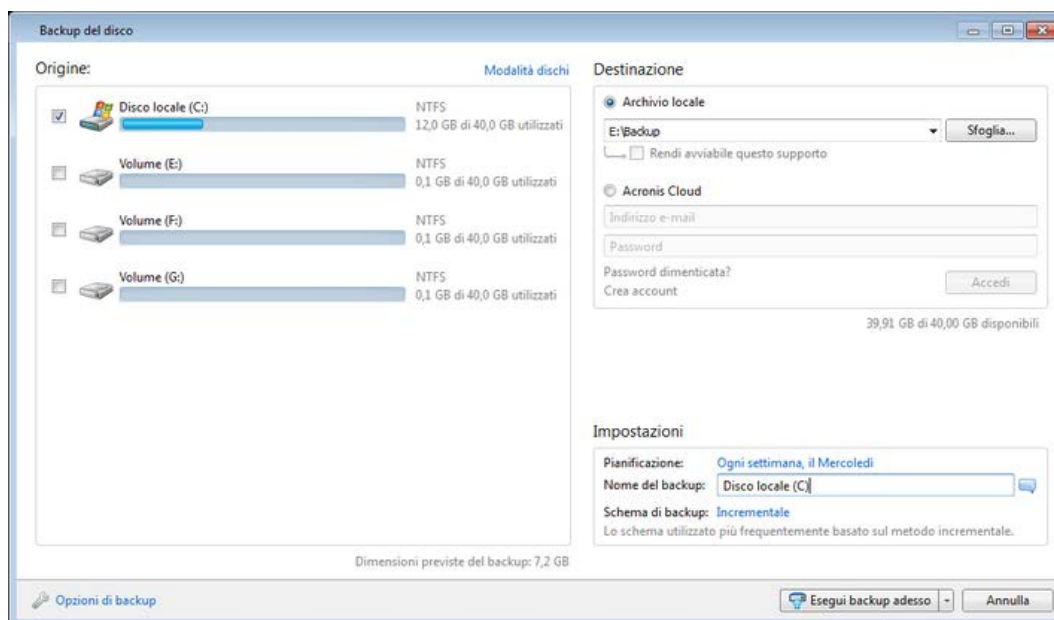 Backup del disco
Origine:
Modalità dischi
Disco locale (C:)
NTFS
12,0 GB di 40,0 GB utilizzati
Volume (E:)
NTFS
0,1 GB di 40,0 GB utilizzati
Volume (F:)
NTFS
0,1 GB di 40,0 GB utilizzati
Volume (G:)
NTFS
0,1 GB di 40,0 GB utilizzati
Dimensioni previste del backup: 7,2 GB
Destinazione
Archivio locale
E:\Backup
Sfoglia...
Rendi avviabile questo supporto
Acronis Cloud
Indirizzo e-mail
Password
Password dimenticata?
Crea account
Accedi
39,91 GB di 40,00 GB disponibili
Impostazioni
Pianificazione: Ogni settimana, il Mercoledì
Nome del backup: Disco locale (C)
Schema di backup: Incrementale
Lo schema utilizzato più frequentemente basato sul metodo incrementale.
Opzioni di backup
Esegui backup adesso
Annulla